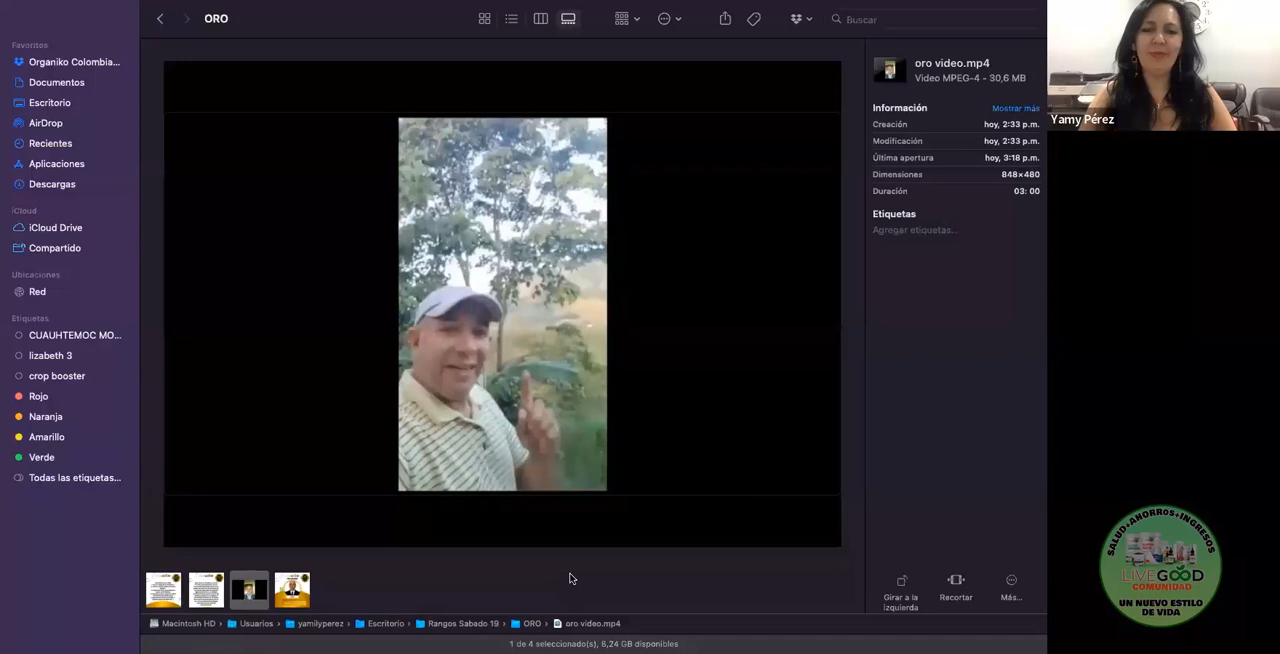 ORO
Buscar
Favoritos
Organiko Colombia...
Documentos
Escritorio
AirDrop
Recientes
Aplicaciones
Descargas
iCloud
iCloud Drive
Compartido
Ubicaciones
Red
Etiquetas
CUAUHTEMOC MO...
lizabeth 3
crop booster
Rojo
Naranja
Amarillo
Verde
Todas las etiquetas...
oro video.mp4
Video MPEG-4 - 30,6 MB
Información
Mostrar más
Creación
hoy, 2:33 p.m.
Modificación
hoy, 2:33 p.m.
Última apertura
hoy, 3:18 p.m.
Dimensiones
848×480
Duración
03: 00
Etiquetas
Agregar etiquetas...
Girar a la
izquierda
Recortar
Más...
Macintosh HD
Usuarios
yamilyperez
Escritorio
Rangos Sabado 19
ORO
oro video.mp4
1 de 4 seleccionado(s), 6,24 GB disponibles
Yamy Pérez
SALUD+AHORROS+INGRESOS
LIVEGOOD
COMUNIDAD
UN NUEVO ESTILO
DE VIDA